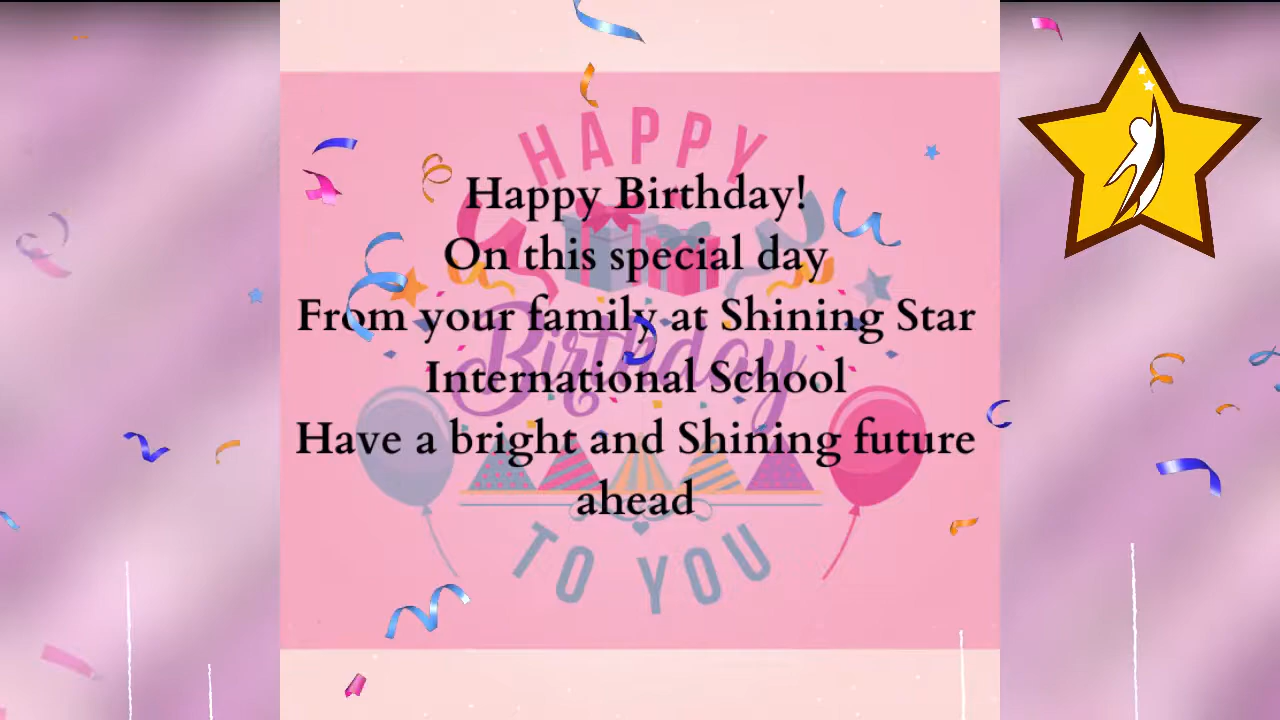 HAPPY
Happy Birthday!
On this special day
From your family at Shining Star
Birthday
International School
Have a bright and Shining future
ahead
TO YOU